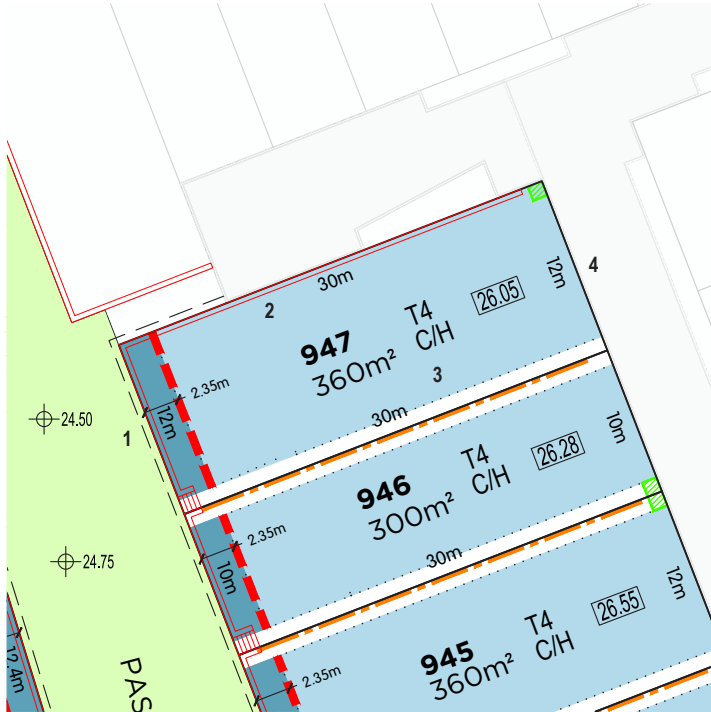 30m
2
4
12m
26.05
T4
C/H
947
360m²
3
2.35m
12m
1
24.50
30m
10m
T4
C/H
26.28
946
300m²
2.35m
10m
24.75
30m
12m
T4
C/H
26.55
945
360m²
2.35m
12.4m
PAS